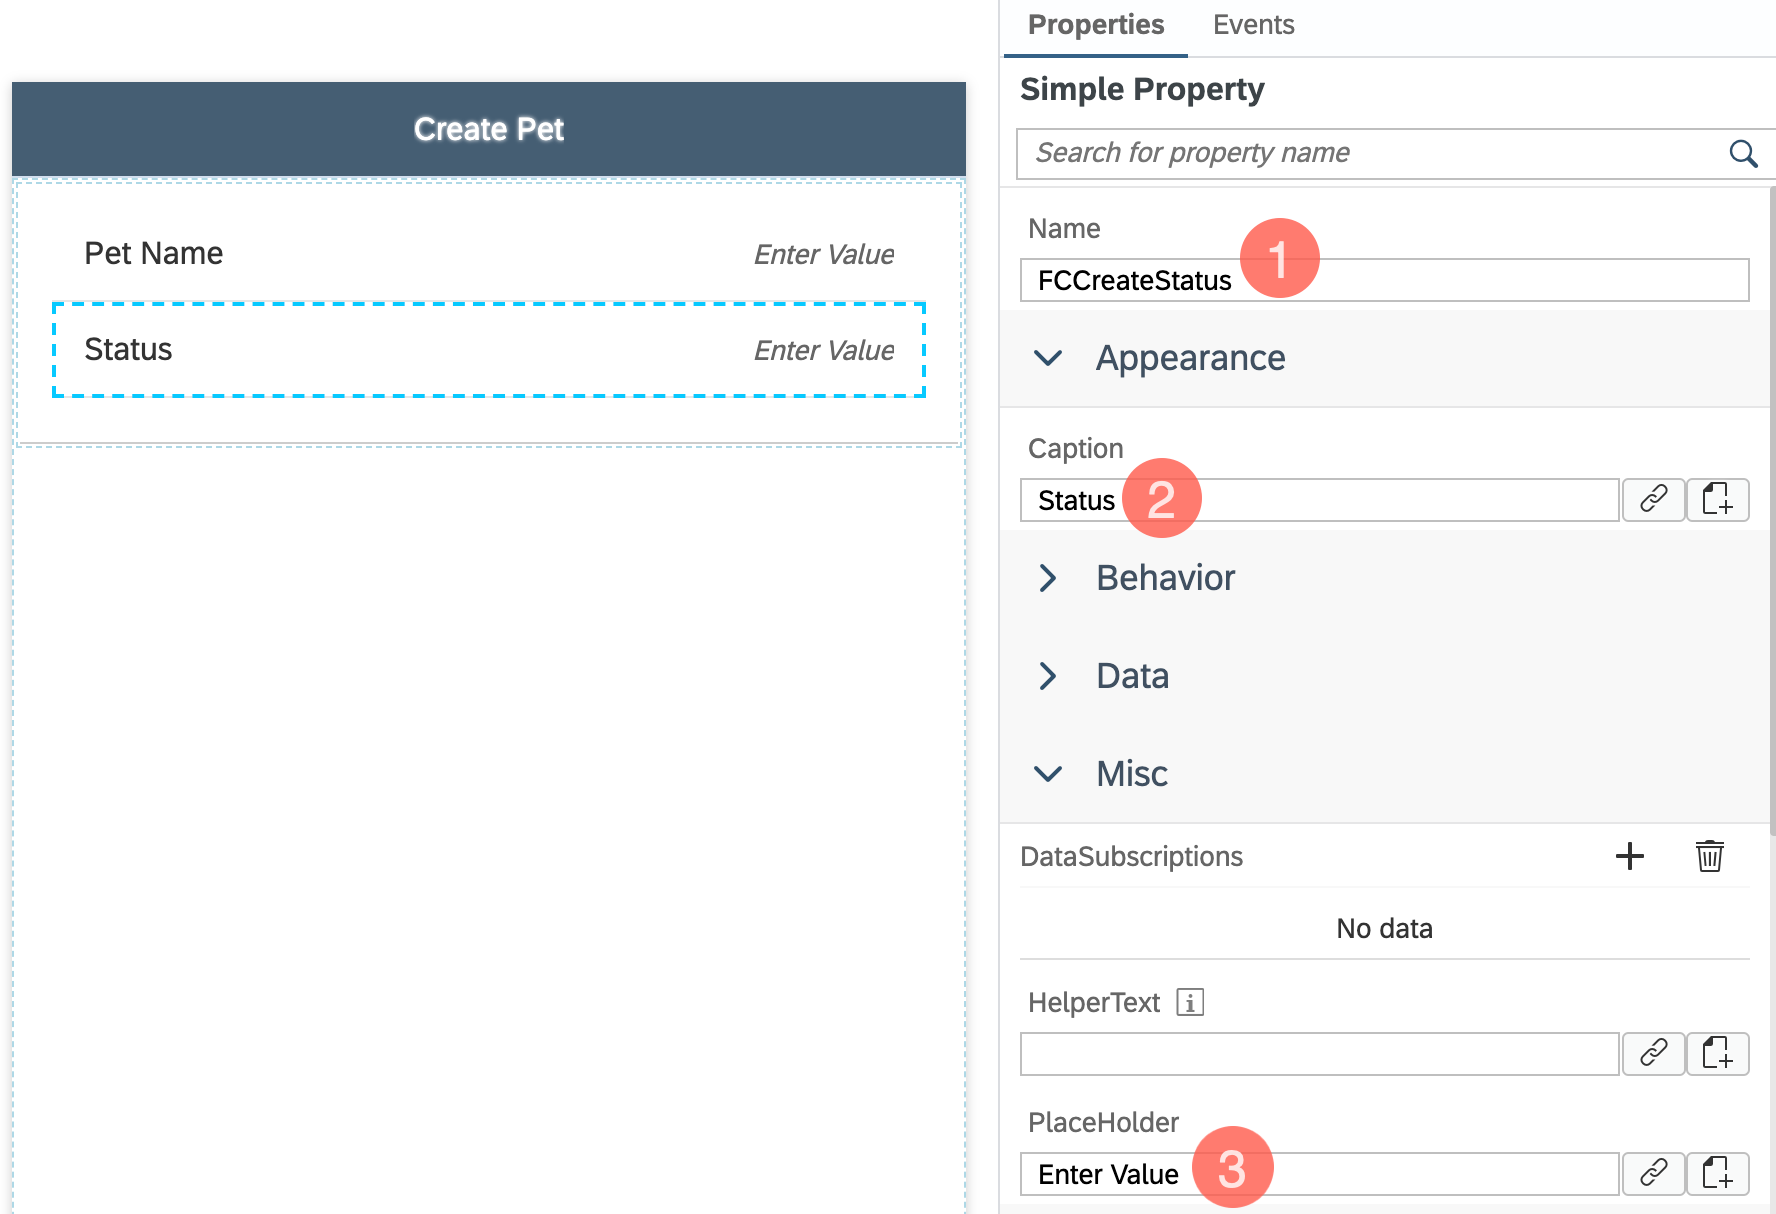 Create Pet
Pet Name Enter Value
Status Enter Value
Properties Events
Simple Property
Search for property name
Name
1
FCCreateStatus
Appearance
Caption
Status 2
Behavior
Data
Misc
DataSubscriptions
No data
HelperText i
PlaceHolder
Enter Value 3